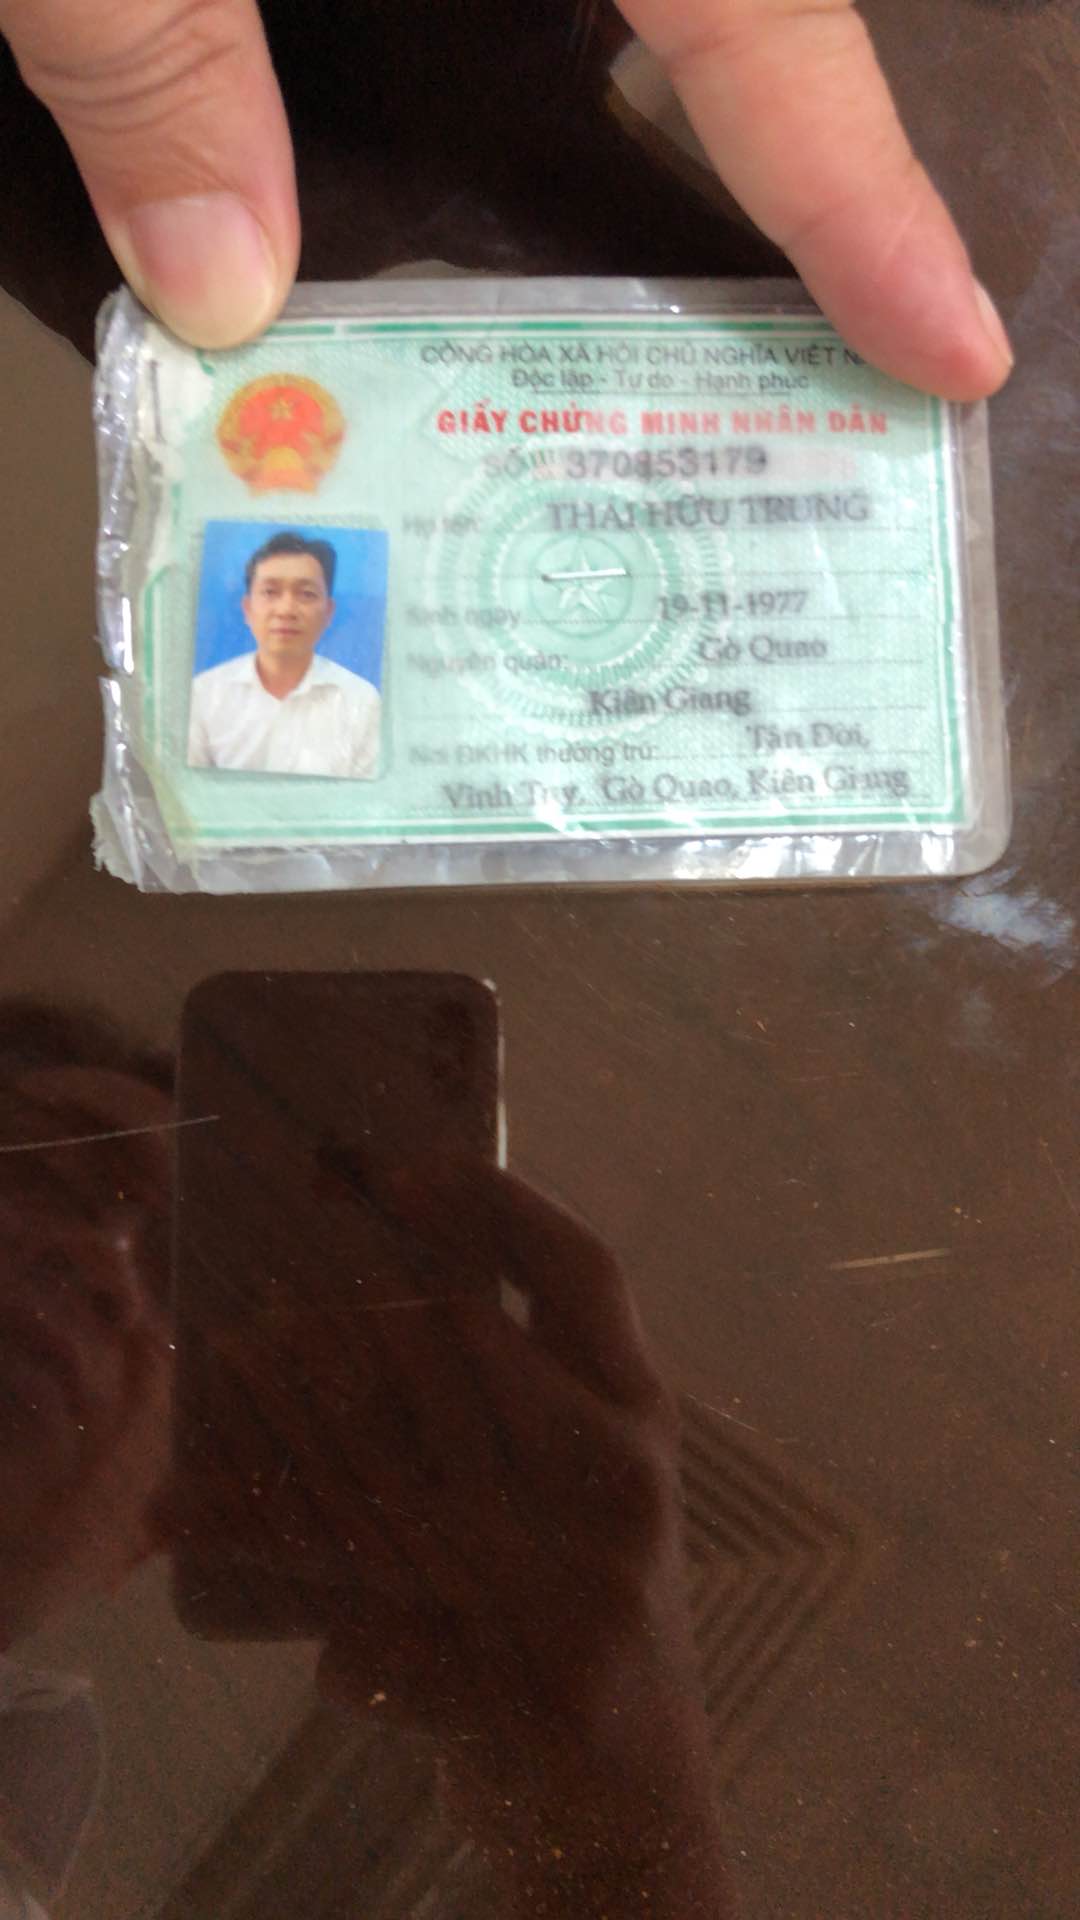 CỘNG HÒA XÃ HỘI CHỦ NGHĨA VIỆT
Độc lập - Tự do - Hạnh phúc
GIẤY CHỨNG MINH NHÂN DÂN
SỐ 370853179
Họ tên: THÁI HỮU TRUNG
Sinh ngày 19-11-1977
Nguyên quán: Gò Quao
Kiên Giang
Nơi ĐKHK thường trú: Tân Đời,
Vĩnh Tuy, Gò Quao, Kiên Giang